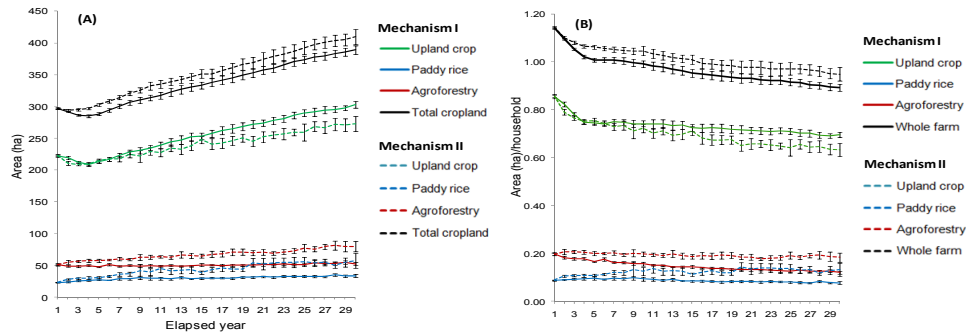 (A)
450
400
350
300
250
200
150
100
50
0
Area (ha)
1 3 5 7 9 11 13 15 17 19 21 23 25 27 29
Elapsed year
Mechanism I
Upland crop
Paddy rice
Agroforestry
Total cropland
Mechanism II
Upland crop
Paddy rice
Agroforestry
Total cropland
(B)
1.20
1.00
0.80
0.60
0.40
0.20
0.00
Area (ha)/household
1 3 5 7 9 11 13 15 17 19 21 23 25 27 29
Mechanism I
Upland crop
Paddy rice
Agroforestry
Whole farm
Mechanism II
Upland crop
Paddy rice
Agroforestry
Whole farm